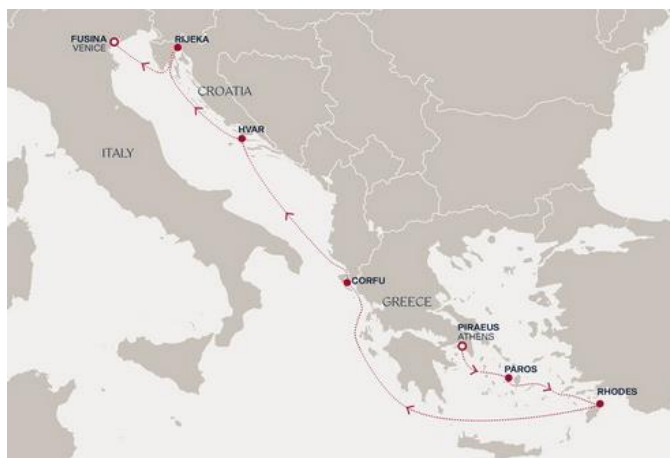 FUSINA
VENICE
RIJEKA
CROATIA
HVAR
ITALY
CORFU
GREECE
PIRAEUS
ATHENS
PAROS
RHODES